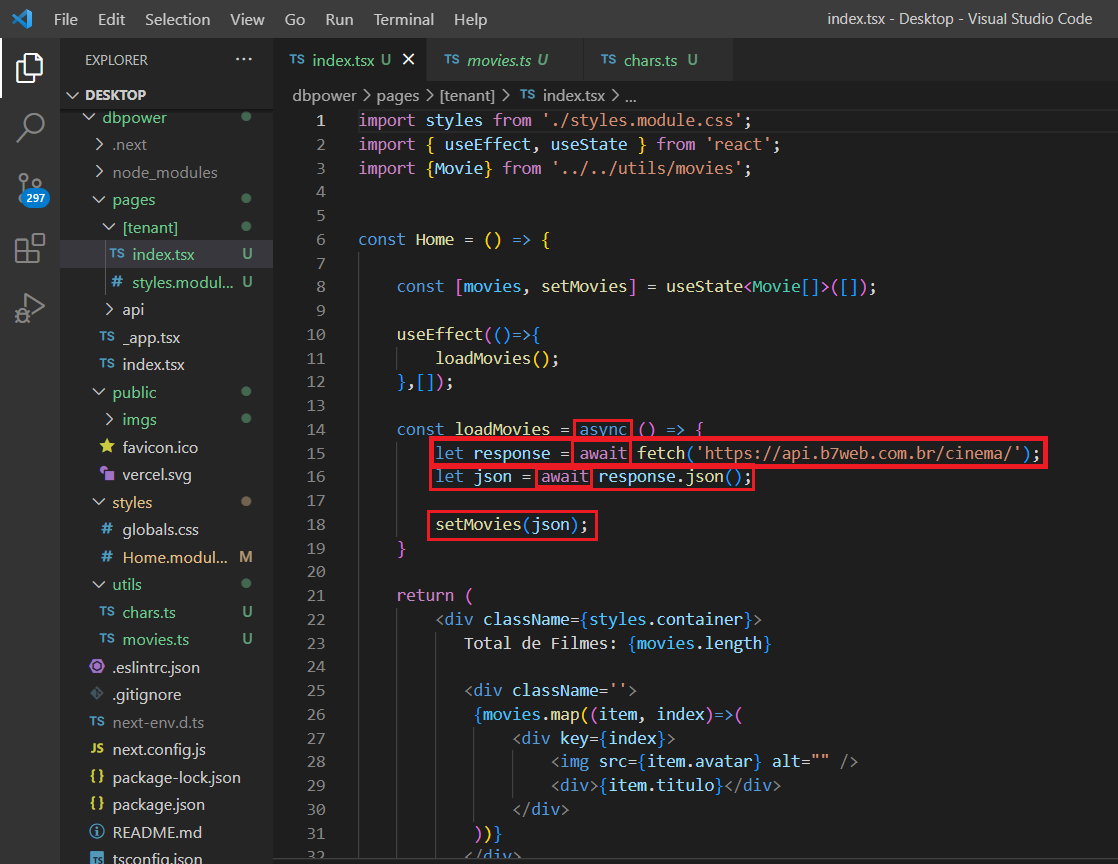 File Edit Selection View Go Run Terminal Help index.tsx - Desktop - Visual Studio Code
EXPLORER ...
DESKTOP
dbpower
.next
node_modules
pages
[tenant]
TS index.tsx U
# styles.modul... U
api
TS _app.tsx
TS index.tsx
public
imgs
favicon.ico
vercel.svg
styles
# globals.css
# Home.modul... M
utils
TS chars.ts U
TS movies.ts U
.eslintrc.json
.gitignore
TS next-env.d.ts
JS next.config.js
{} package-lock.json
{} package.json
README.md
TS tsconfig.json
297
TS index.tsx U TS movies.ts U TS chars.ts U
dbpower > pages > [tenant] > TS index.tsx > ...
1 import styles from './styles.module.css';
2 import { useEffect, useState } from 'react';
3 import {Movie} from '../../utils/movies';
4
5
6 const Home = () => {
7
8 const [movies, setMovies] = useState<Movie[]>([]);
9
10 useEffect(()=>{
11 loadMovies();
12 },[]);
13
14 const loadMovies = async () => {
15 let response = await fetch('https://api.b7web.com.br/cinema/');
16 let json = await response.json();
17
18 setMovies(json);
19 }
20
21 return (
22 <div className={styles.container}>
23 Total de Filmes: {movies.length}
24
25 <div className=''>
26 {movies.map((item, index)=>(
27 <div key={index}>
28 <img src={item.avatar} alt="" />
29 <div>{item.titulo}</div>
30 </div>
31 ))}
32 </div>